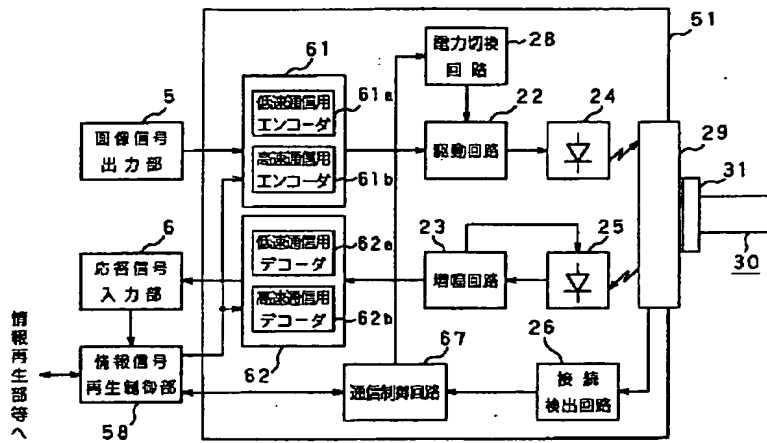 51
電力切換
回路
28
61
低速通信用
エンコーダ
61a
高速通信用
エンコーダ
61b
5
画像信号
出力部
22
駆動回路
24
29
31
30
6
応答信号
入力部
低速通信用
デコーダ
62a
高速通信用
デコーダ
62b
62
23
増幅回路
25
情報再生部等へ
情報信号
再生制御部
58
67
通信制御回路
26
接続
検出回路